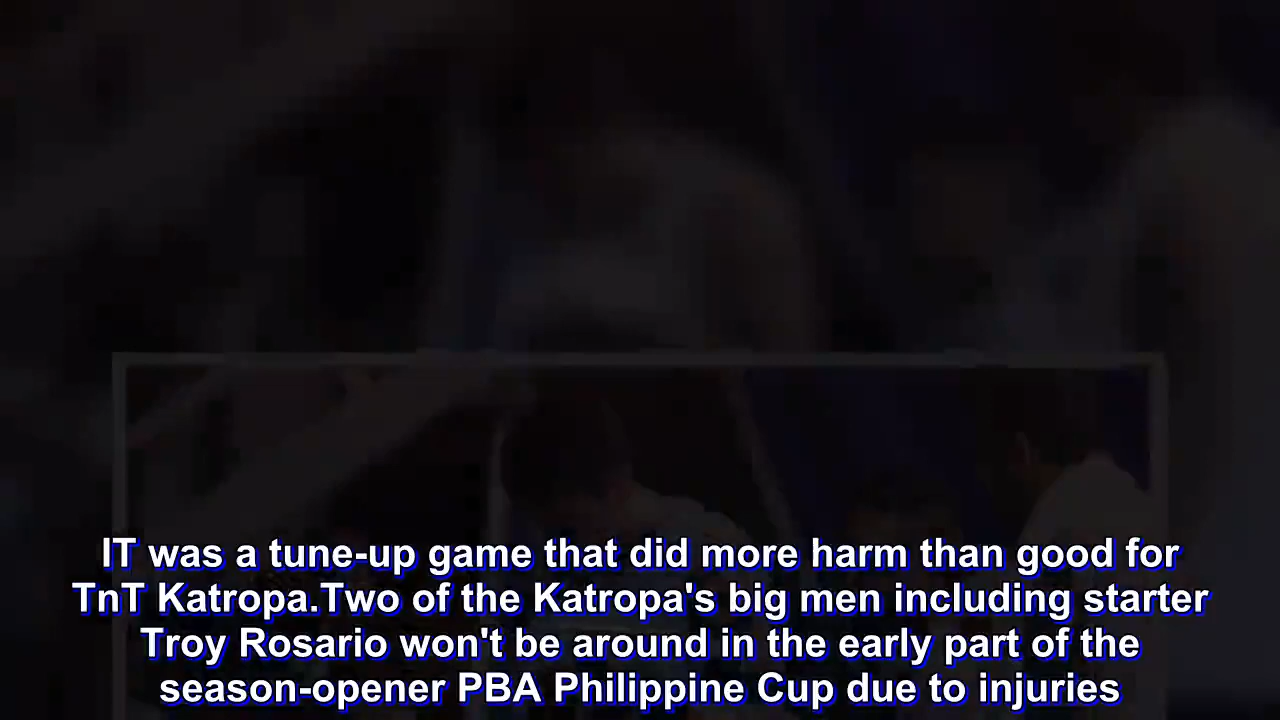 IT was a tune-up game that did more harm than good for
TnT Katropa.Two of the Katropa's big men including starter
Troy Rosario won't be around in the early part of the
season-opener PBA Philippine Cup due to injuries